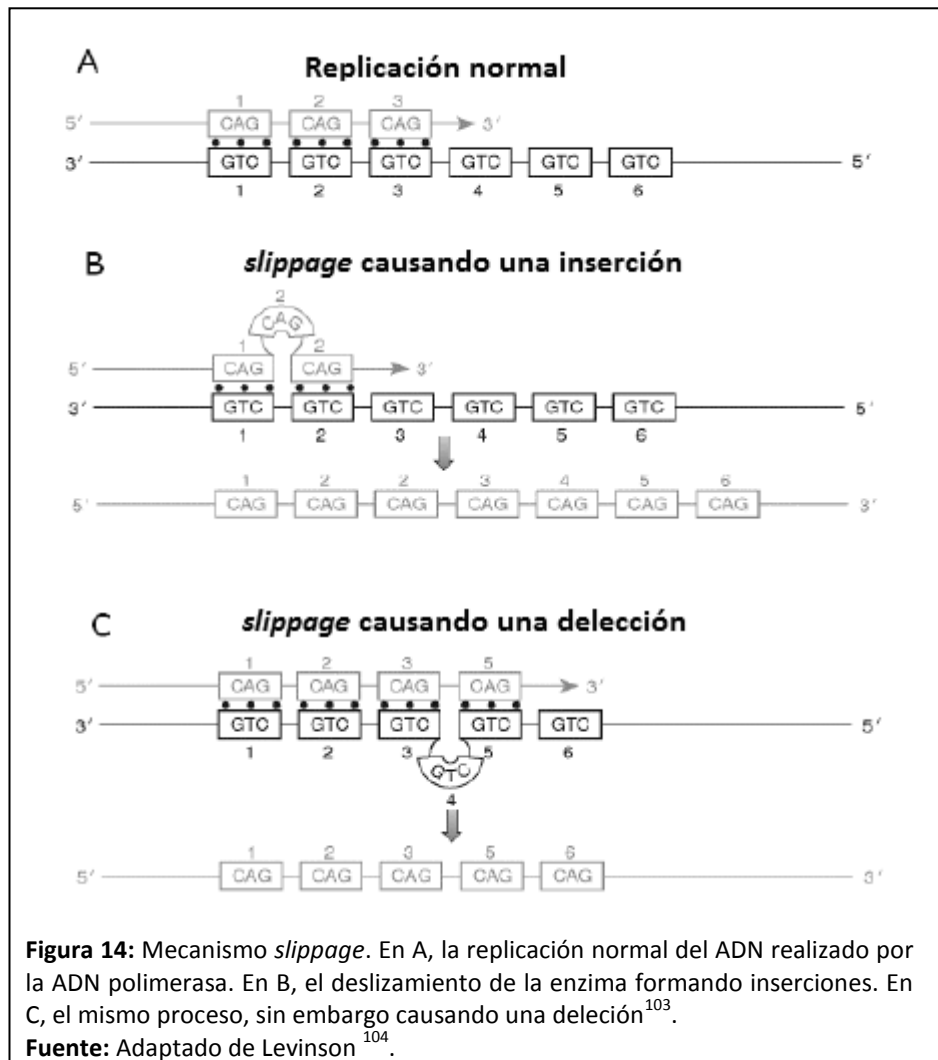 A
Replicación normal
1 2 3
5′ CAG CAG CAG 3′
3′ GTC GTC GTC GTC GTC GTC 5′
1 2 3 4 5 6
B
slippage causando una inserción
2
CAG
1 2
5′ CAG CAG 3′
3′ GTC GTC GTC GTC GTC GTC 5′
1 2 3 4 5 6
1 2 2 3 4 5 6
5′ CAG CAG CAG CAG CAG CAG CAG 3′
C
slippage causando una delección
1 2 3 5
5′ CAG CAG CAG CAG 3′
3′ GTC GTC GTC GTC GTC 5′
1 2 3 5 6
GTC
4
1 2 3 5 6
5′ CAG CAG CAG CAG CAG 3′
Figura 14: Mecanismo slippage. En A, la replicación normal del ADN realizado por
la ADN polimerasa. En B, el deslizamiento de la enzima formando inserciones. En
C, el mismo proceso, sin embargo causando una deleción103.
Fuente: Adaptado de Levinson 104.